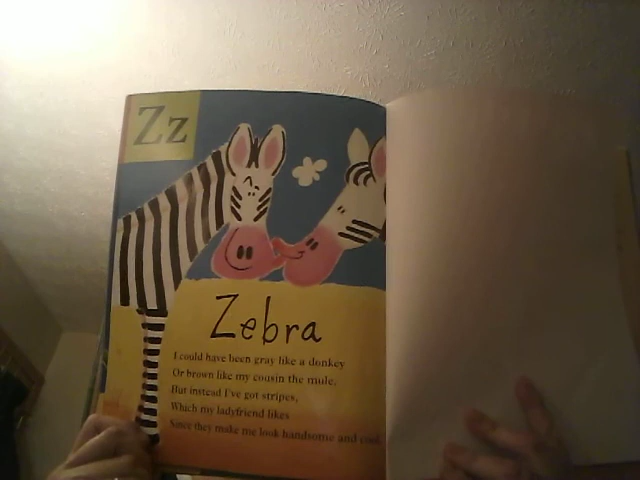 Zz
Zebra
I could have been gray like a donkey
Or brown like my cousin the mule.
But instead I've got stripes,
Which my ladyfriend likes
Since they make me look handsome and cool.